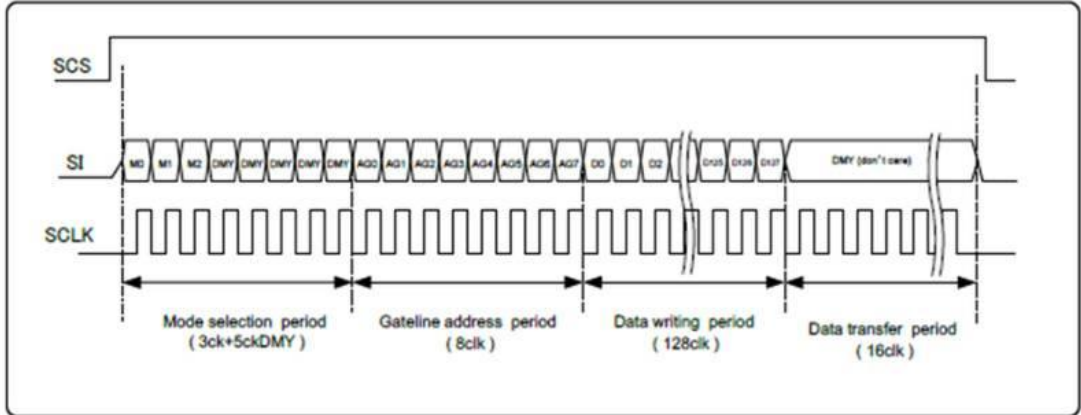 SCS
SI
M0 M1 M2 DMY DMY DMY DMY DMY AG0 AG1 AG2 AG3 AG4 AG5 AG6 AG7 D0 D1 D2 D125 D126 D127 DMY (don't care)
SCLK
Mode selection period
( 3ck+5ckDMY )
Gateline address period
( 8clk )
Data writing period
( 128clk )
Data transfer period
( 16clk )